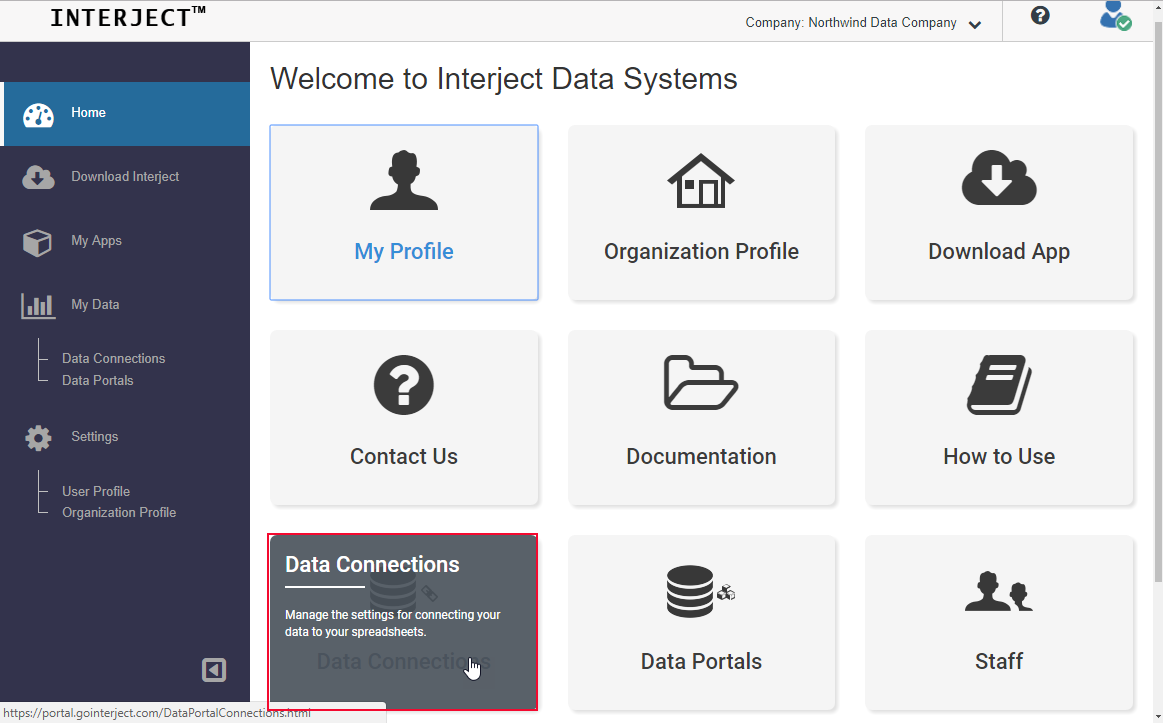 INTERJECT™
Company: Northwind Data Company
Home
Download Interject
My Apps
My Data
Data Connections
Data Portals
Settings
User Profile
Organization Profile
Welcome to Interject Data Systems
My Profile
Organization Profile
Download App
Contact Us
Documentation
How to Use
Data Connections
Manage the settings for connecting your
data to your spreadsheets.
Data Connections
Data Portals
Staff
https://portal.gointerject.com/DataPortalConnections.html